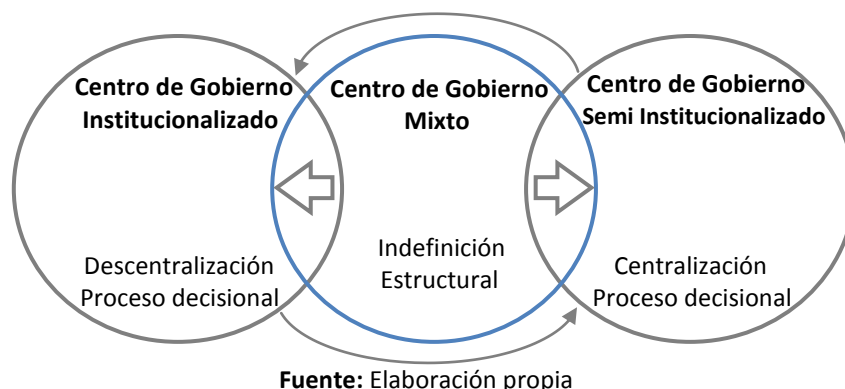 Centro de Gobierno
Institucionalizado
Centro de Gobierno
Mixto
Centro de Gobierno
Semi Institucionalizado
Descentralización
Proceso decisional
Indefinición
Estructural
Centralización
Proceso decisional
Fuente: Elaboración propia